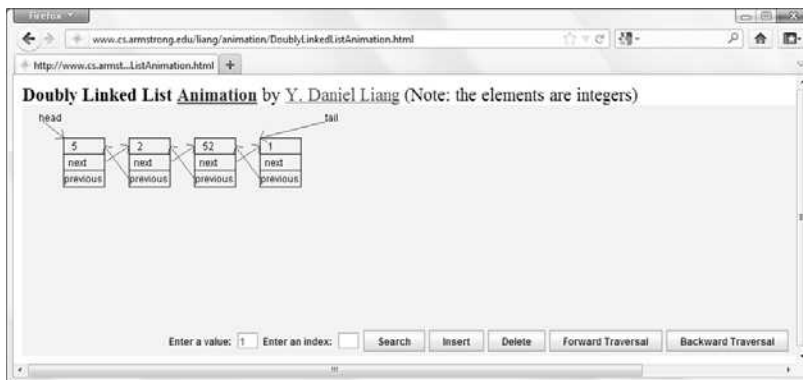 Firefox
www.cs.armstrong.edu/liang/animation/DoublyLinkedListAnimation.html
http://www.cs.armst...ListAnimation.html +
Doubly Linked List Animation by Y. Daniel Liang (Note: the elements are integers)
head tail
5 2 52 1
next next next next
previous previous previous previous
Enter a value: 1 Enter an index: Search Insert Delete Forward Traversal Backward Traversal